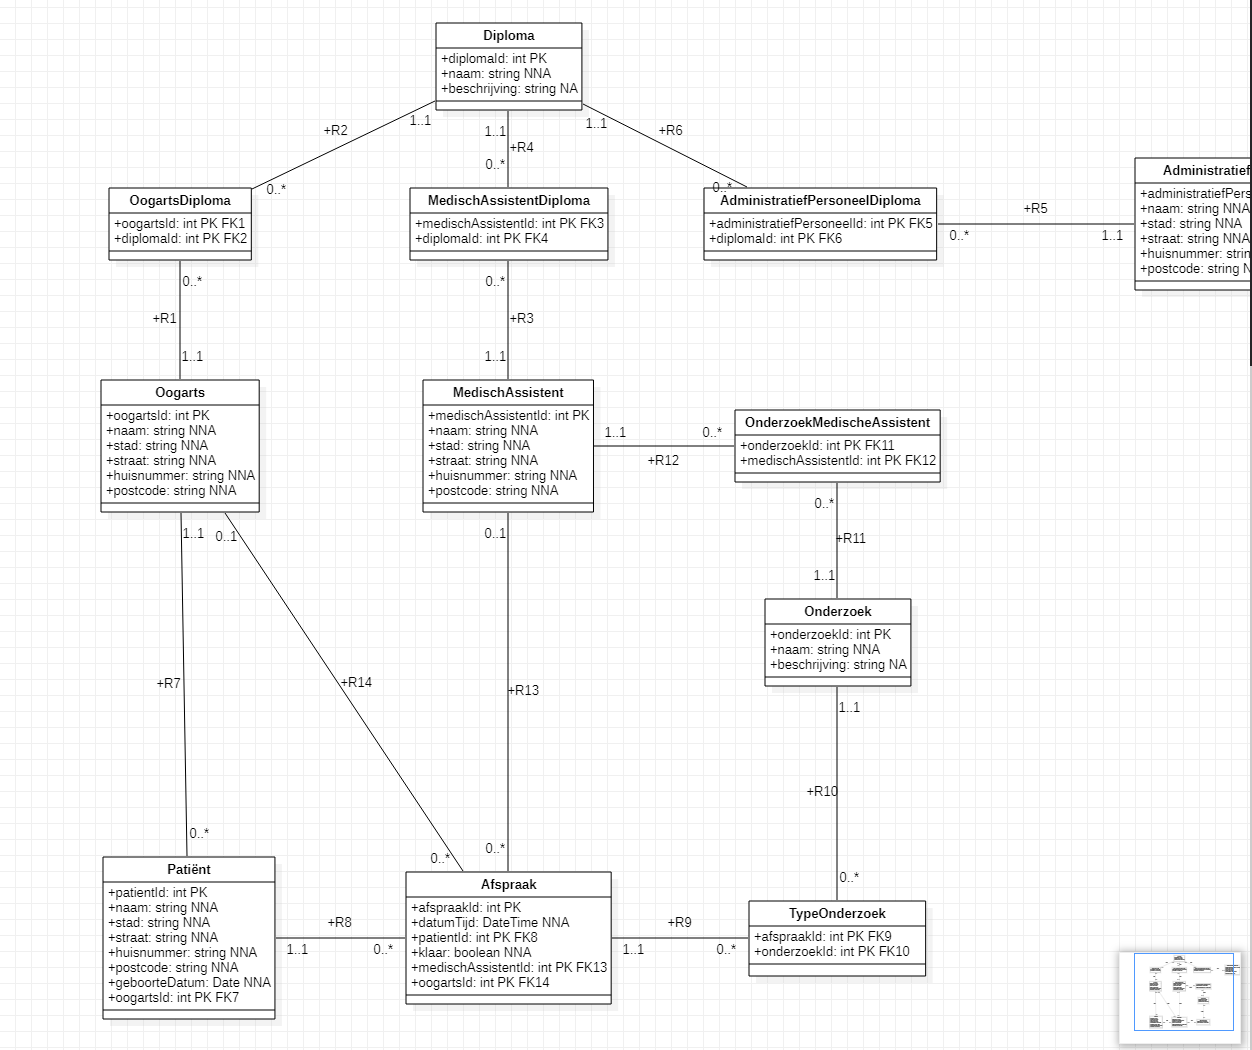 Diploma
+diplomaId: int PK
+naam: string NNA
+beschrijving: string NA
+R2
1..1
1..1
+R4
0..*
1..1
+R6
0..*
0..*
OogartsDiploma
+oogartsId: int PK FK1
+diplomaId: int PK FK2
MedischAssistentDiploma
+medischAssistentId: int PK FK3
+diplomaId: int PK FK4
AdministratiefPersoneelDiploma
+administratiefPersoneelId: int PK FK5
+diplomaId: int PK FK6
+R5
0..*
1..1
Administratief
+administratiefPers
+naam: string NNA
+stad: string NNA
+straat: string NNA
+huisnummer: strin
+postcode: string N
0..*
+R1
1..1
0..*
+R3
1..1
Oogarts
+oogartsId: int PK
+naam: string NNA
+stad: string NNA
+straat: string NNA
+huisnummer: string NNA
+postcode: string NNA
MedischAssistent
+medischAssistentId: int PK
+naam: string NNA
+stad: string NNA
+straat: string NNA
+huisnummer: string NNA
+postcode: string NNA
1..1
0..*
+R12
OnderzoekMedischeAssistent
+onderzoekId: int PK FK11
+medischAssistentId: int PK FK12
0..*
+R11
1..1
Onderzoek
+onderzoekId: int PK
+naam: string NNA
+beschrijving: string NA
1..1
0..1
0..1
+R7
+R14
+R13
1..1
+R10
0..*
0..*
0..*
0..*
Patiënt
+patientId: int PK
+naam: string NNA
+stad: string NNA
+straat: string NNA
+huisnummer: string NNA
+postcode: string NNA
+geboorteDatum: Date NNA
+oogartsId: int PK FK7
+R8
1..1
0..*
Afspraak
+afspraakId: int PK
+datumTijd: DateTime NNA
+patientId: int PK FK8
+klaar: boolean NNA
+medischAssistentId: int PK FK13
+oogartsId: int PK FK14
+R9
1..1
0..*
TypeOnderzoek
+afspraakId: int PK FK9
+onderzoekId: int PK FK10